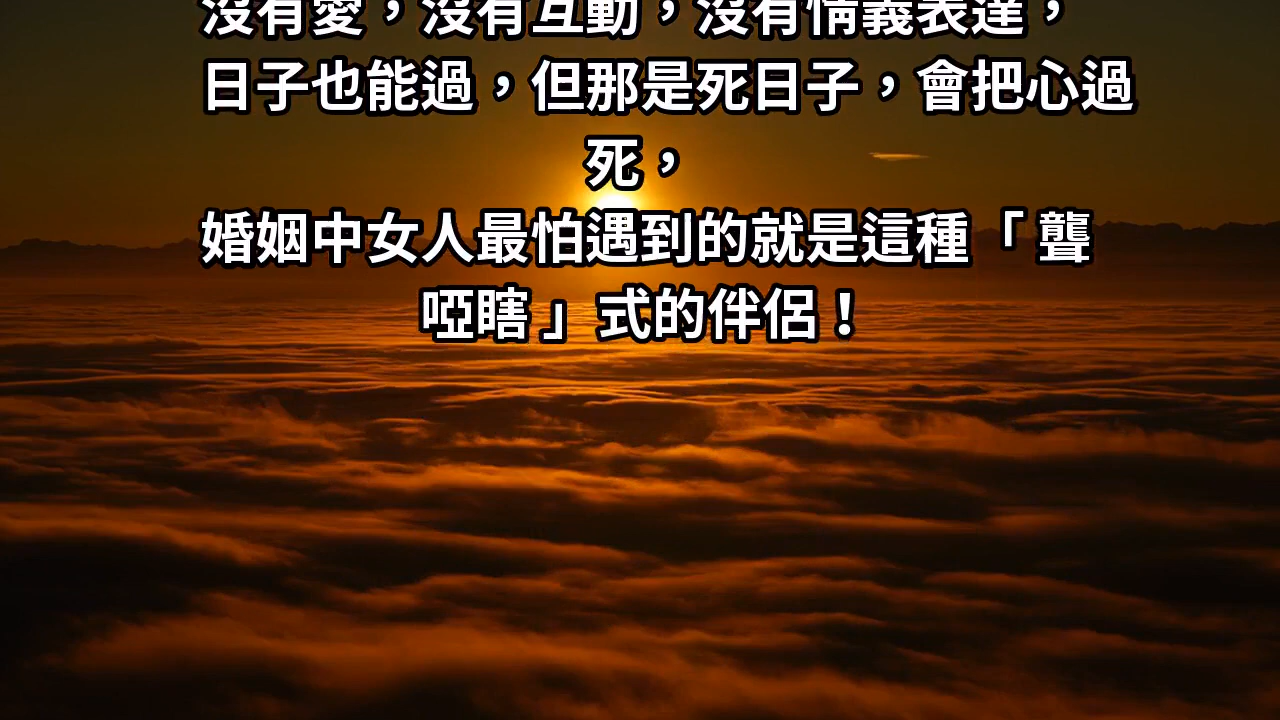 沒有愛，沒有互動，沒有情義表達，
日子也能過，但那是死日子，會把心過
死，
婚姻中女人最怕遇到的就是這種「 聾
啞瞎 」 式的伴侶！